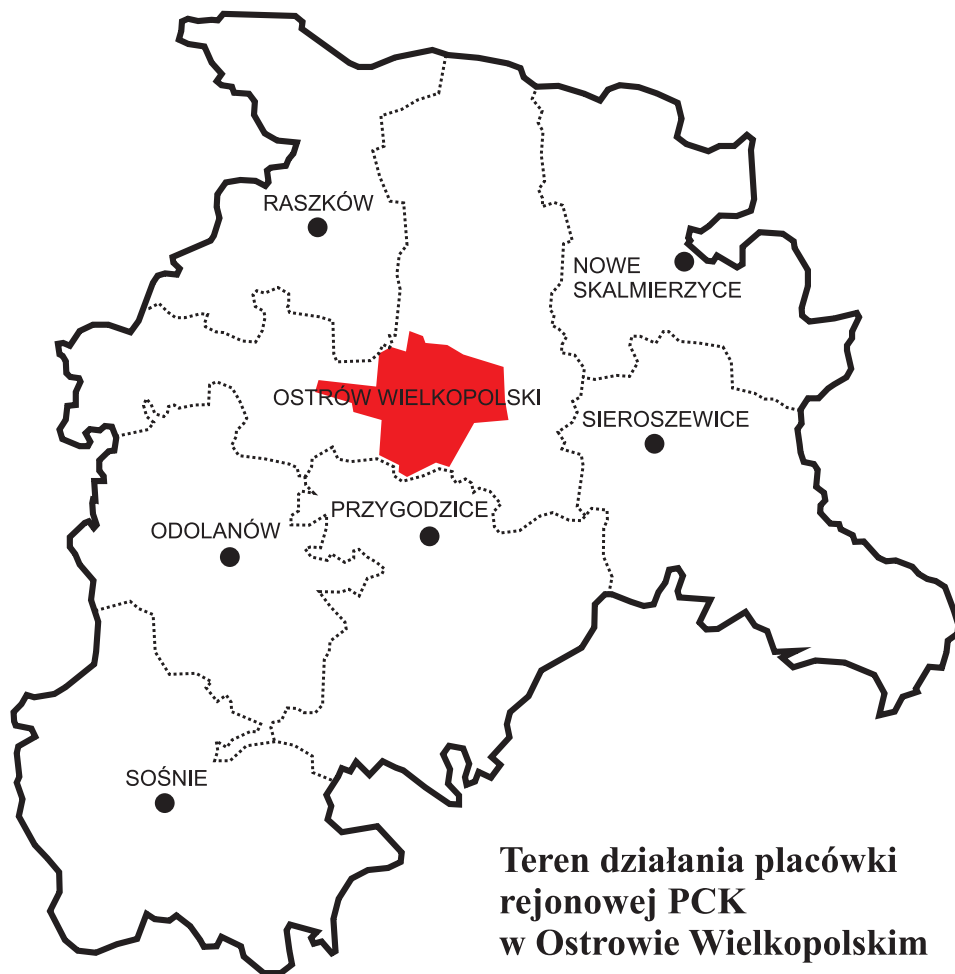 RASZKÓW
NOWE
SKALMIERZYCE
OSTRÓW WIELKOPOLSKI
SIEROSZEWICE
PRZYGODZICE
ODOLANÓW
SOŚNIE
Teren działania placówki
rejonowej PCK
w Ostrowie Wielkopolskim